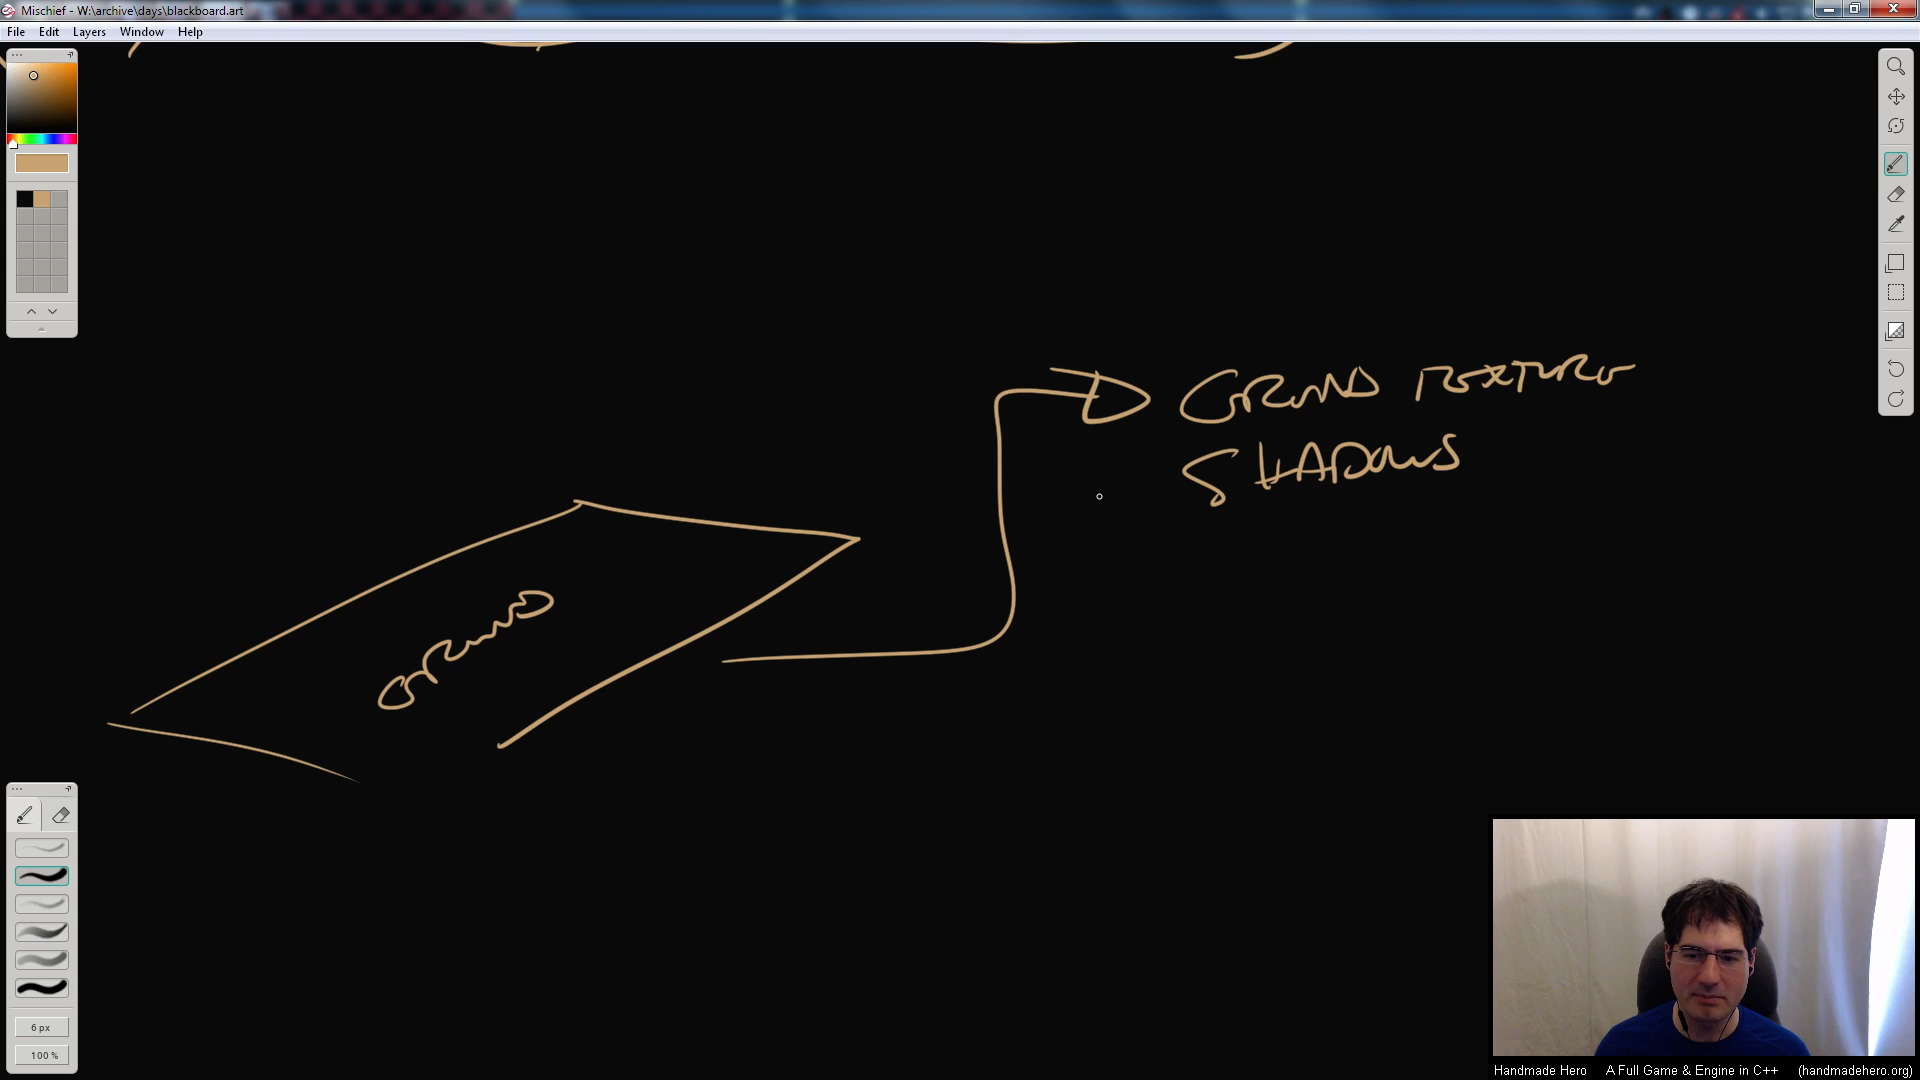 Mischief - W:\archive\days\blackboard.art
File Edit Layers Window Help
GROUND TEXTURE
SHADOWS
GROUND
6 px
100 %
Handmade Hero A Full Game & Engine in C++ (handmadehero.org)